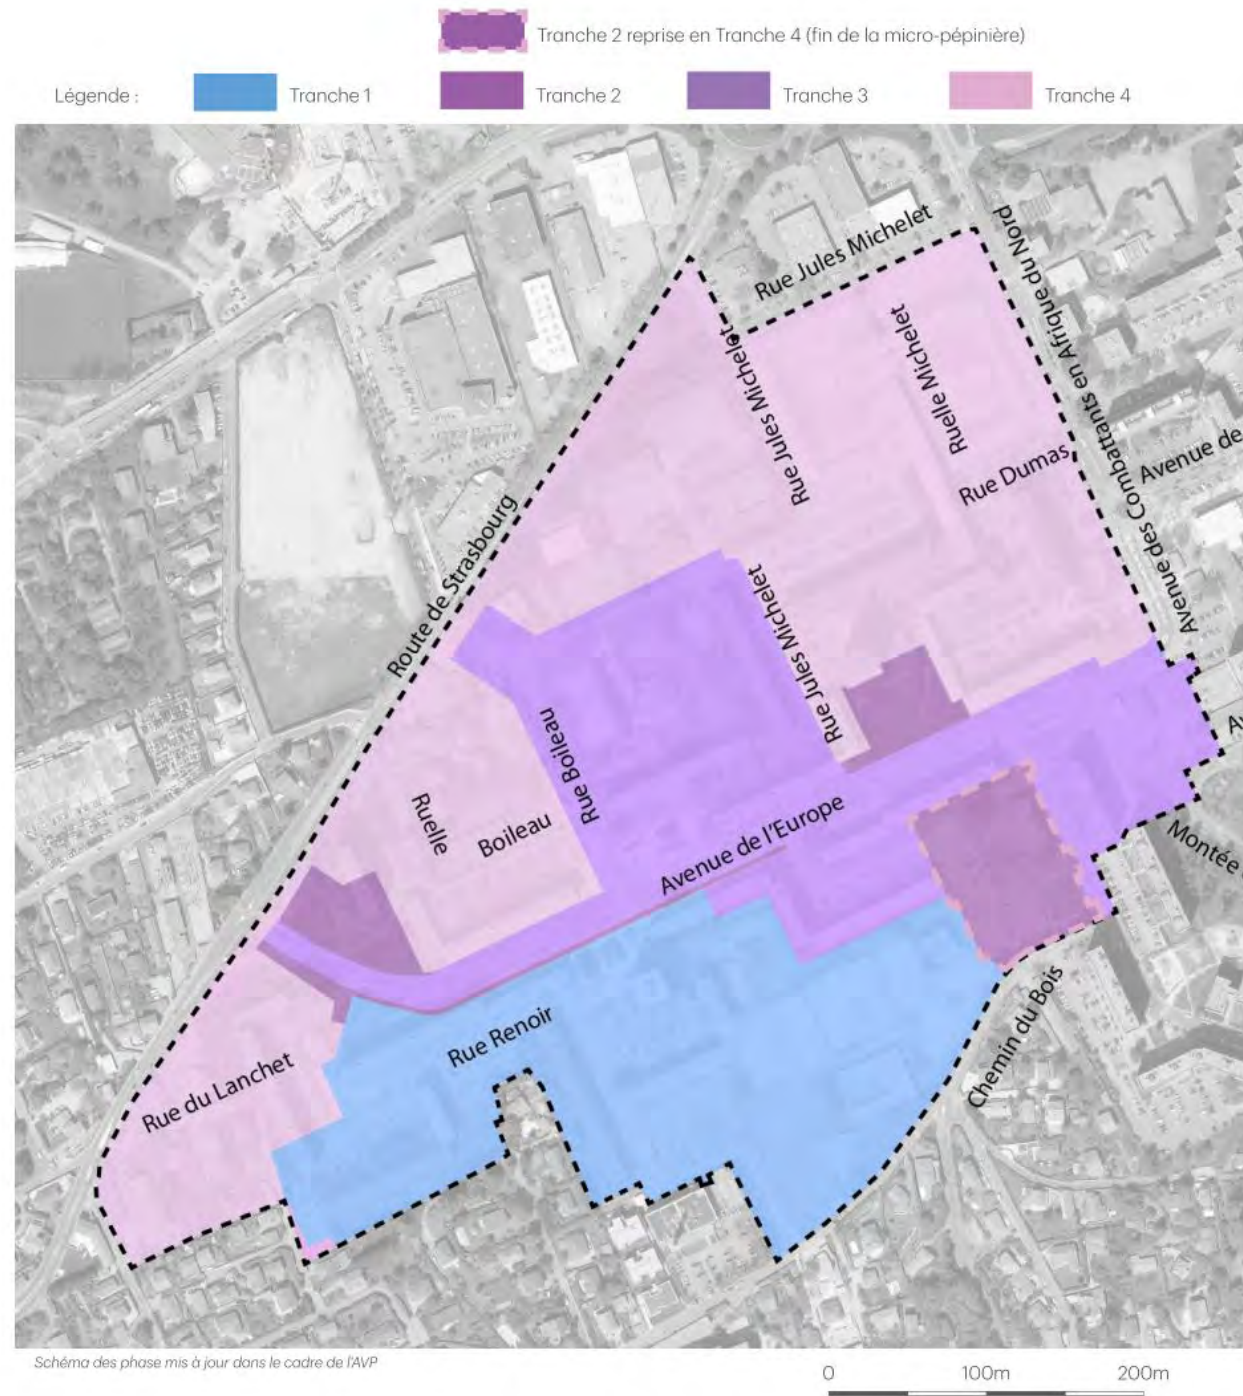 Tranche 2 reprise en Tranche 4 (fin de la micro-pépinière)
Légende :
Tranche 1
Tranche 2
Tranche 3
Tranche 4
Rue Jules Michelet
Avenue des Combattants en Afrique du Nord
Rue Jules Michelet
Ruelle Michelet
Rue Dumas
Avenue de
Route de Strasbourg
Rue Jules Michelet
Rue Boileau
Ruelle
Boileau
Avenue de l'Europe
Av
Montée
Rue Renoir
Chemin du Bois
Rue du Lanchet
Schéma des phase mis à jour dans le cadre de l'AVP
0
100m
200m